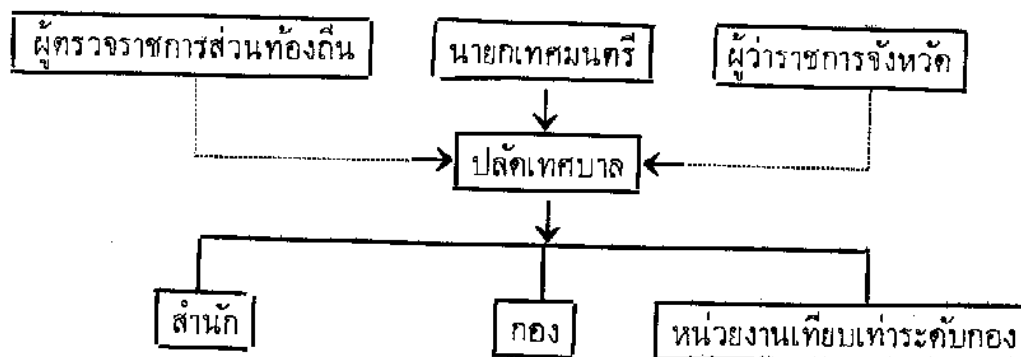 ผู้ตรวจราชการส่วนท้องถิ่น
นายกเทศมนตรี
ผู้ว่าราชการจังหวัด
ปลัดเทศบาล
สำนัก
กอง
หน่วยงานเทียบเท่าระดับกอง